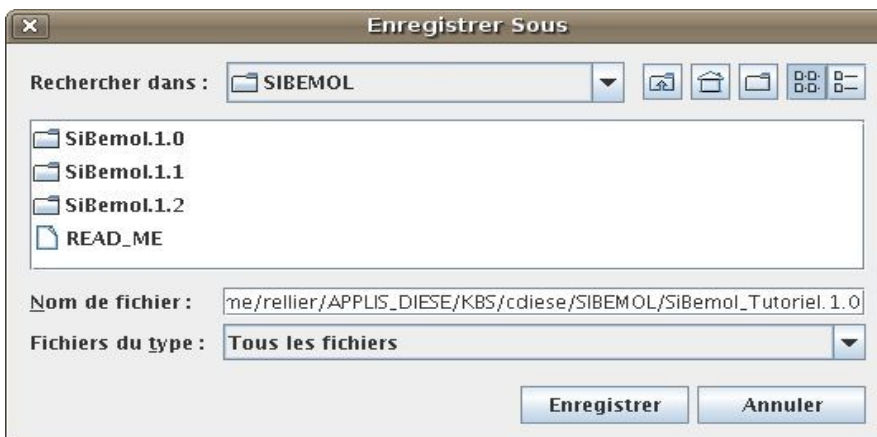 Enregistrer Sous
Rechercher dans : SIBEMOL
SiBemol.1.0
SiBemol.1.1
SiBemol.1.2
READ_ME
Nom de fichier : me/rellier/APPLIS_DIESE/KBS/cdiese/SIBEMOL/SiBemol_Tutoriel.1.0
Fichiers du type : Tous les fichiers
Enregistrer Annuler